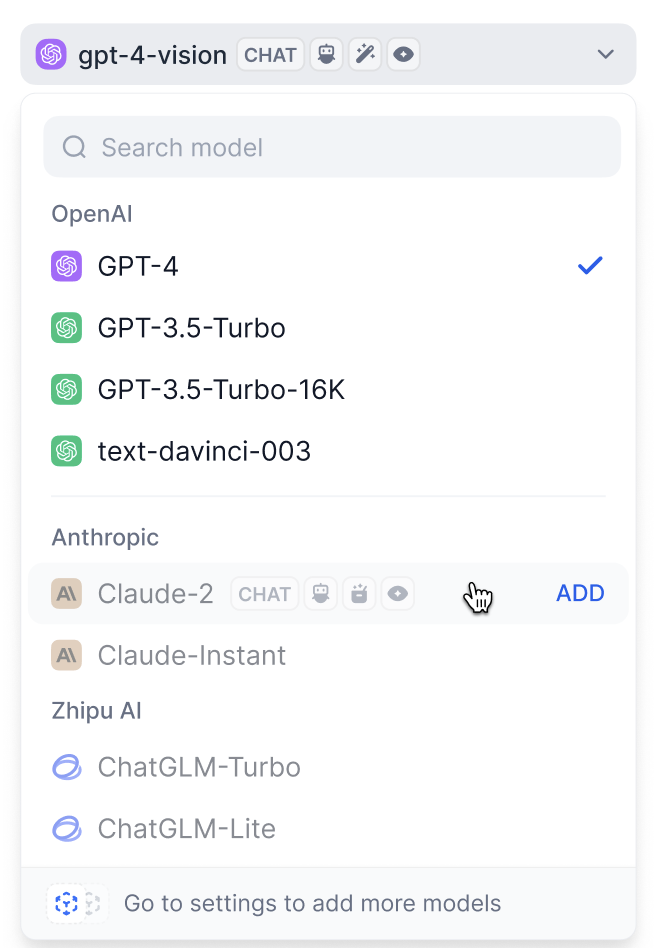 gpt-4-vision CHAT
Search model
OpenAI
GPT-4
GPT-3.5-Turbo
GPT-3.5-Turbo-16K
text-davinci-003
Anthropic
Claude-2 CHAT ADD
Claude-Instant
Zhipu AI
ChatGLM-Turbo
ChatGLM-Lite
Go to settings to add more models